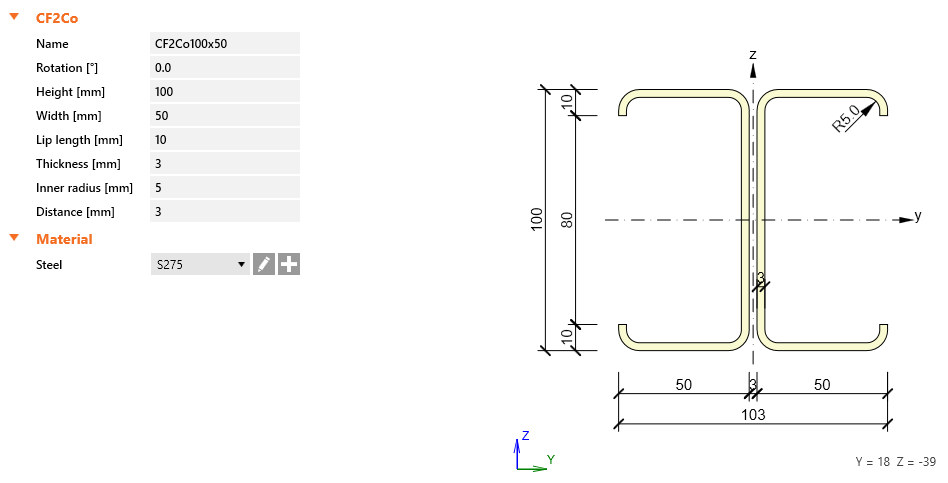 CF2Co
Name CF2Co100x50
Rotation [°] 0.0
Height [mm] 100
Width [mm] 50
Lip length [mm] 10
Thickness [mm] 3
Inner radius [mm] 5
Distance [mm] 3
Material
Steel S275
z
10
R5.0
100
80
y
3
10
50 3 50
103
Z
Y
Y = 18 Z = -39